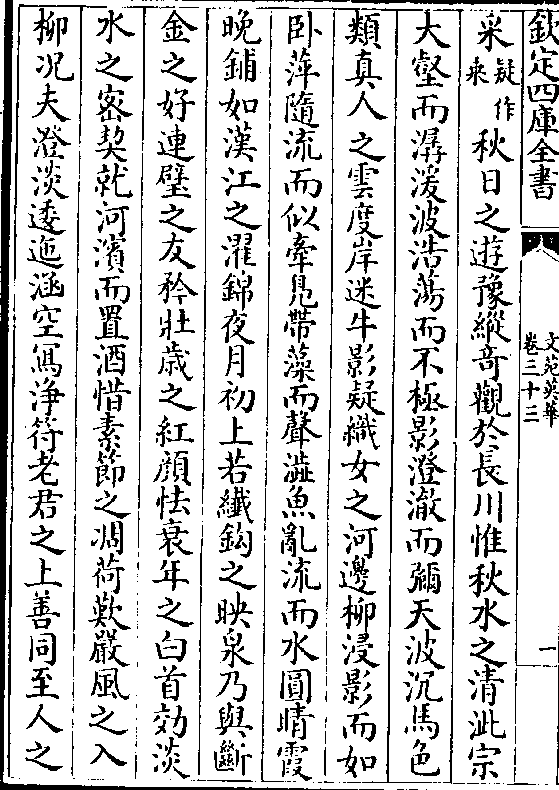 欽定四庫全書
文苑英華
卷三十三
一
采疑作来秋日之遊豫縱竒觀於長川惟秋水之清泚宗
大壑而潺湲波浩蕩而不極影澄澈而彌天波沉馬色
類真人之雲度岸迷牛影疑織女之河邊柳浸影而如
卧萍隨流而似牽鳬帶藻而聲澁魚亂流而水圓晴霞
晚鋪如漢江之濯錦夜月初上若纎鈎之映泉乃與斷
金之好連璧之友矜壯歳之紅顔怯衰年之白首効淡
水之宻契就河濱而置酒惜素節之凋荷歎嚴風之入
柳况夫澄淡逶迤涵空寫浄符老君之上善同至人之